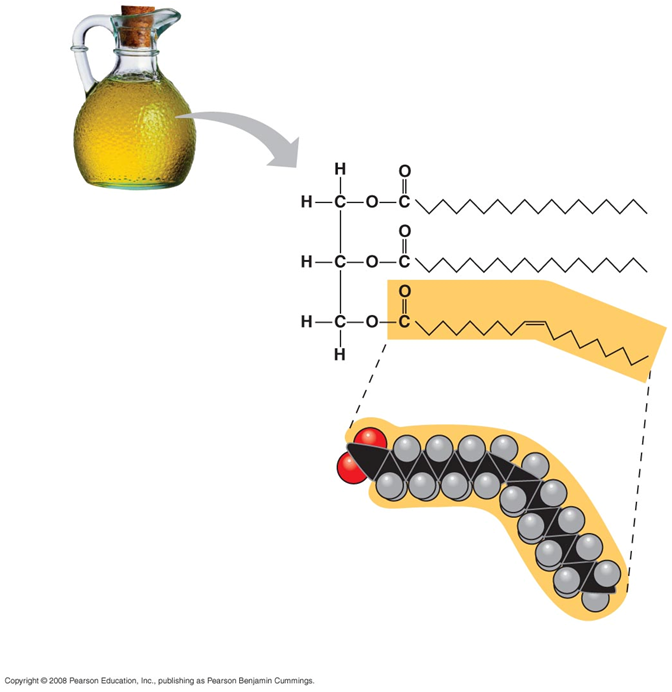 H O
H C O C
O
H C O C
O
H C O C
H
Copyright © 2008 Pearson Education, Inc., publishing as Pearson Benjamin Cummings.